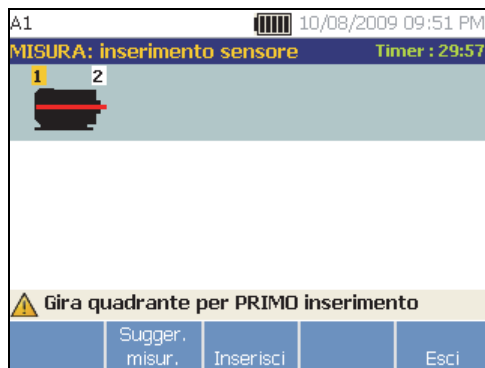 A1 10/08/2009 09:51 PM
MISURA: inserimento sensore Timer : 29:57
1 2
Gira quadrante per PRIMO inserimento
Sugger.
misur. Inserisci Esci